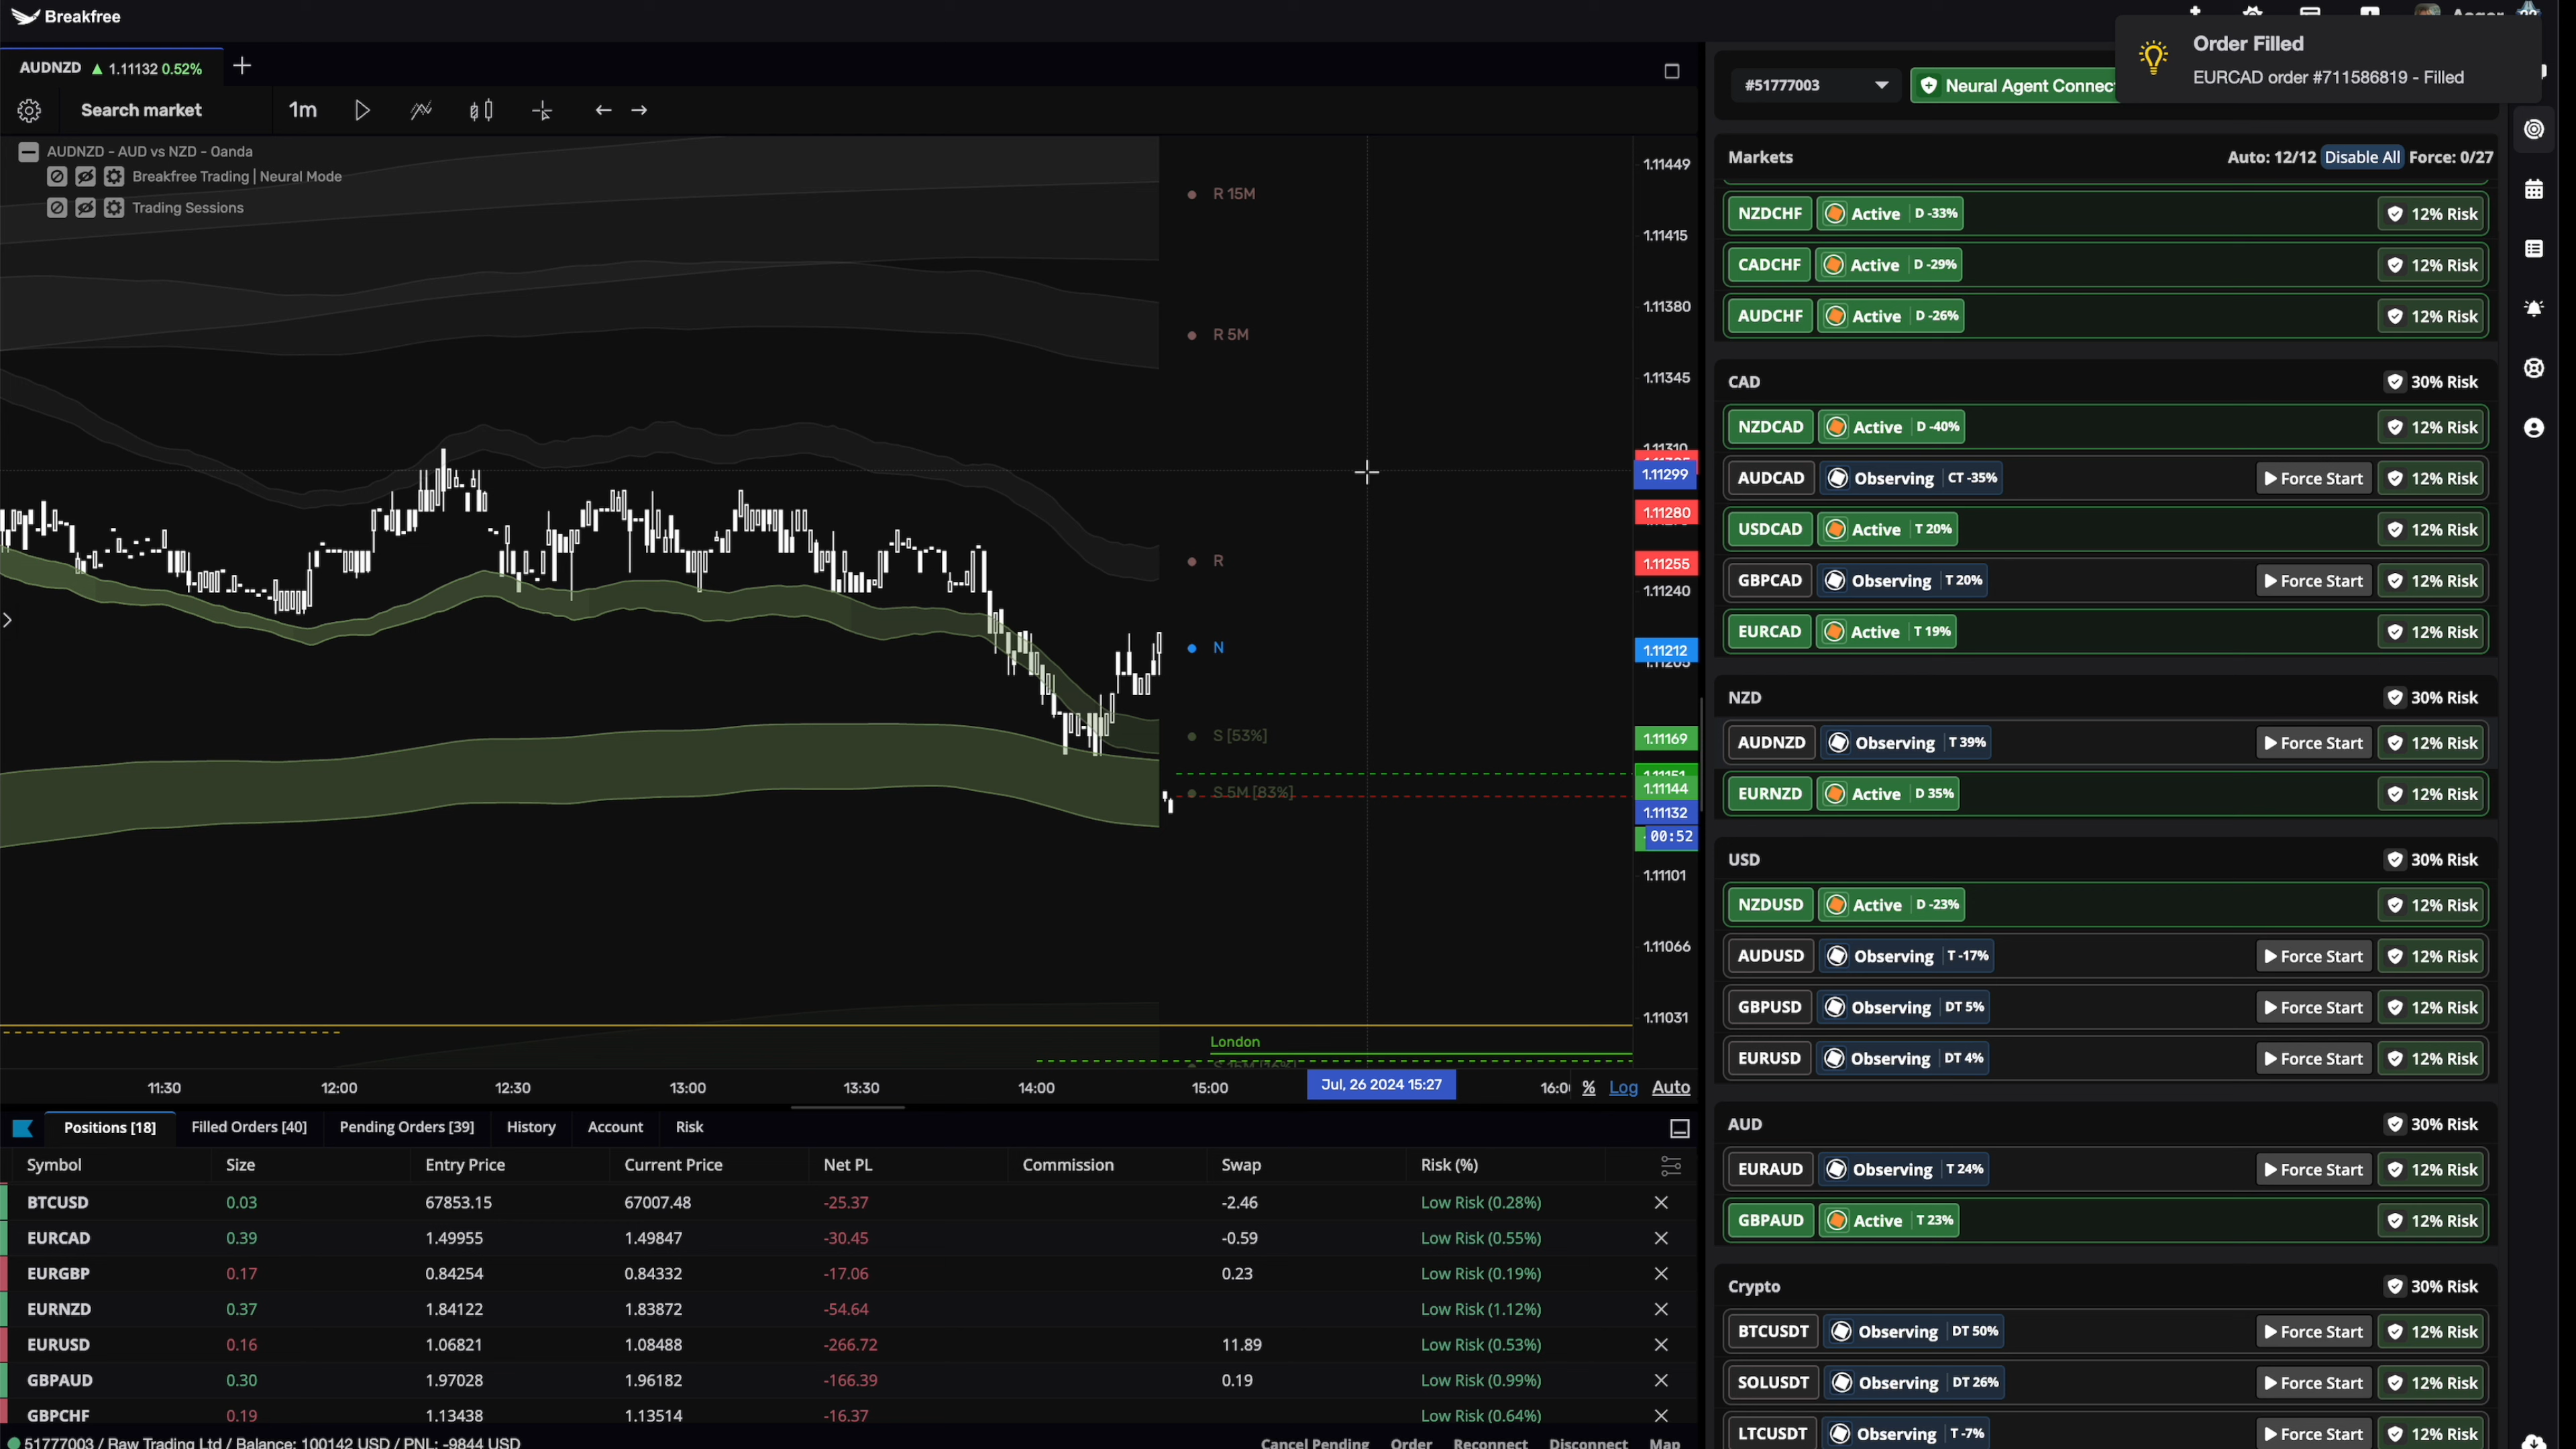 Breakfree
Order Filled
EURCAD order #711586819 - Filled
AUDNZD ▲ 1.11132 0.52% +
#51777003 Neural Agent Connec
Search market 1m
Markets Auto: 12/12 Disable All Force: 0/27
AUDNZD - AUD vs NZD - Oanda
Breakfree Trading | Neural Mode
Trading Sessions
R 15M
R 5M
R
N
S [53%]
S 5M [83%]
London
1.11449
1.11415
1.11380
1.11345
1.11310
1.11299
1.11280
1.11255
1.11240
1.11212
1.11205
1.11169
1.11151
1.11144
1.11132
00:52
1.11101
1.11066
1.11031
11:30 12:00 12:30 13:00 13:30 14:00 15:00 Jul, 26 2024 15:27 % Log Auto
NZDCHF Active D -33% 12% Risk
CADCHF Active D -29% 12% Risk
AUDCHF Active D -26% 12% Risk
CAD 30% Risk
NZDCAD Active D -40% 12% Risk
AUDCAD Observing CT -35% Force Start 12% Risk
USDCAD Active T 20% 12% Risk
GBPCAD Observing T 20% Force Start 12% Risk
EURCAD Active T 19% 12% Risk
NZD 30% Risk
AUDNZD Observing T 39% Force Start 12% Risk
EURNZD Active D 35% 12% Risk
USD 30% Risk
NZDUSD Active D -23% 12% Risk
AUDUSD Observing T -17% Force Start 12% Risk
GBPUSD Observing DT 5% Force Start 12% Risk
EURUSD Observing DT 4% Force Start 12% Risk
AUD 30% Risk
EURAUD Observing T 24% Force Start 12% Risk
GBPAUD Active T 23% 12% Risk
Crypto 30% Risk
BTCUSDT Observing DT 50% Force Start 12% Risk
SOLUSDT Observing DT 26% Force Start 12% Risk
LTCUSDT Observing T -7% Force Start 12% Risk
Positions [18] Filled Orders [40] Pending Orders [39] History Account Risk
Symbol Size Entry Price Current Price Net PL Commission Swap Risk (%)
BTCUSD 0.03 67853.15 67007.48 -25.37 -2.46 Low Risk (0.28%)
EURCAD 0.39 1.49955 1.49847 -30.45 -0.59 Low Risk (0.55%)
EURGBP 0.17 0.84254 0.84332 -17.06 0.23 Low Risk (0.19%)
EURNZD 0.37 1.84122 1.83872 -54.64 Low Risk (1.12%)
EURUSD 0.16 1.06821 1.08488 -266.72 11.89 Low Risk (0.53%)
GBPAUD 0.30 1.97028 1.96182 -166.39 0.19 Low Risk (0.99%)
GBPCHF 0.19 1.13438 1.13514 -16.37 Low Risk (0.64%)
51777003 / Raw Trading Ltd / Balance: 100142 USD / PNL: -9844 USD Cancel Pending Order Reconnect Disconnect Map